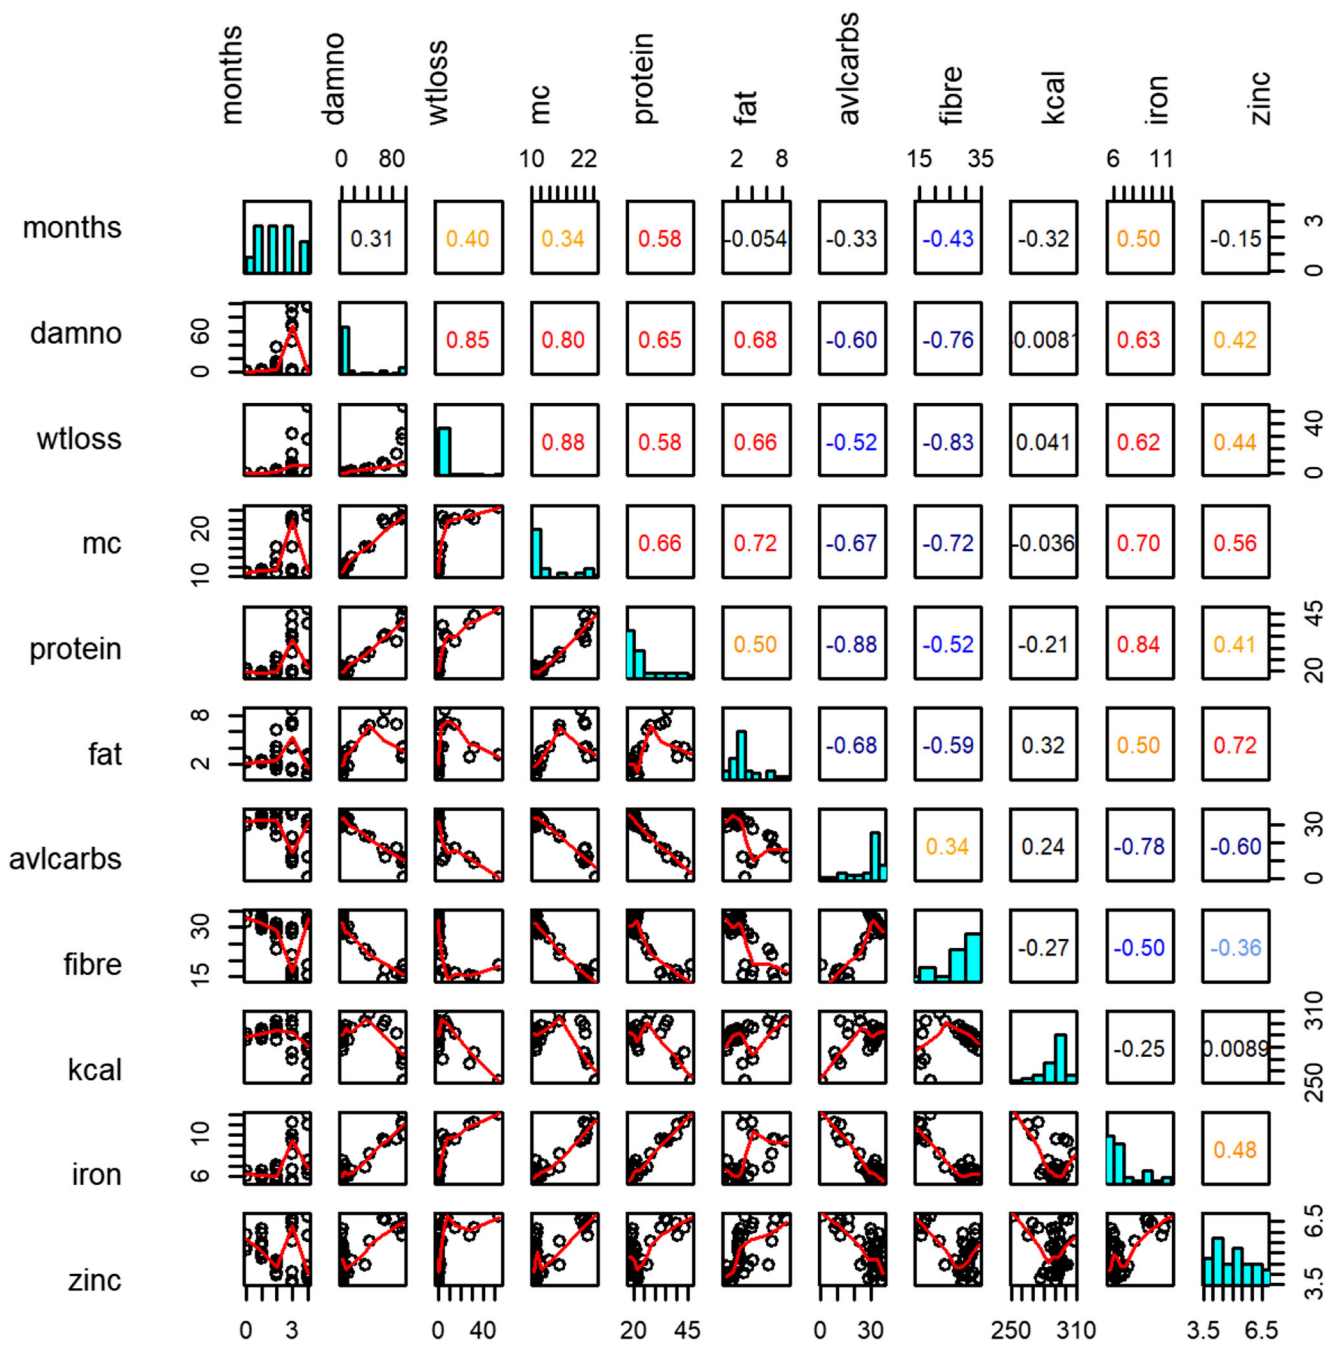 months damno wtloss mc protein fat avlcarbs fibre kcal iron zinc
0 80 10 22 2 8 15 35 6 11
months 0.31 0.40 0.34 0.58 -0.054 -0.33 -0.43 -0.32 0.50 -0.15 0 3
damno 0 60 0.85 0.80 0.65 0.68 -0.60 -0.76 0.63 0.42
wtloss 0.88 0.58 0.66 -0.52 -0.83 0.041 0.62 0.44 0 40
mc 10 20 0.66 0.72 -0.67 -0.72 -0.036 0.70 0.56
protein 0.50 -0.88 -0.52 -0.21 0.84 0.41 20 45
fat 2 8 -0.68 -0.59 0.32 0.50 0.72
avlcarbs 0.34 0.24 -0.78 -0.60 0 30
fibre 15 30 -0.27 -0.50 -0.36
kcal -0.25 0.0089 250 310
iron 6 10 0.48
zinc 3.5 6.5
0 3 0 40 20 45 0 30 250 310 3.5 6.5